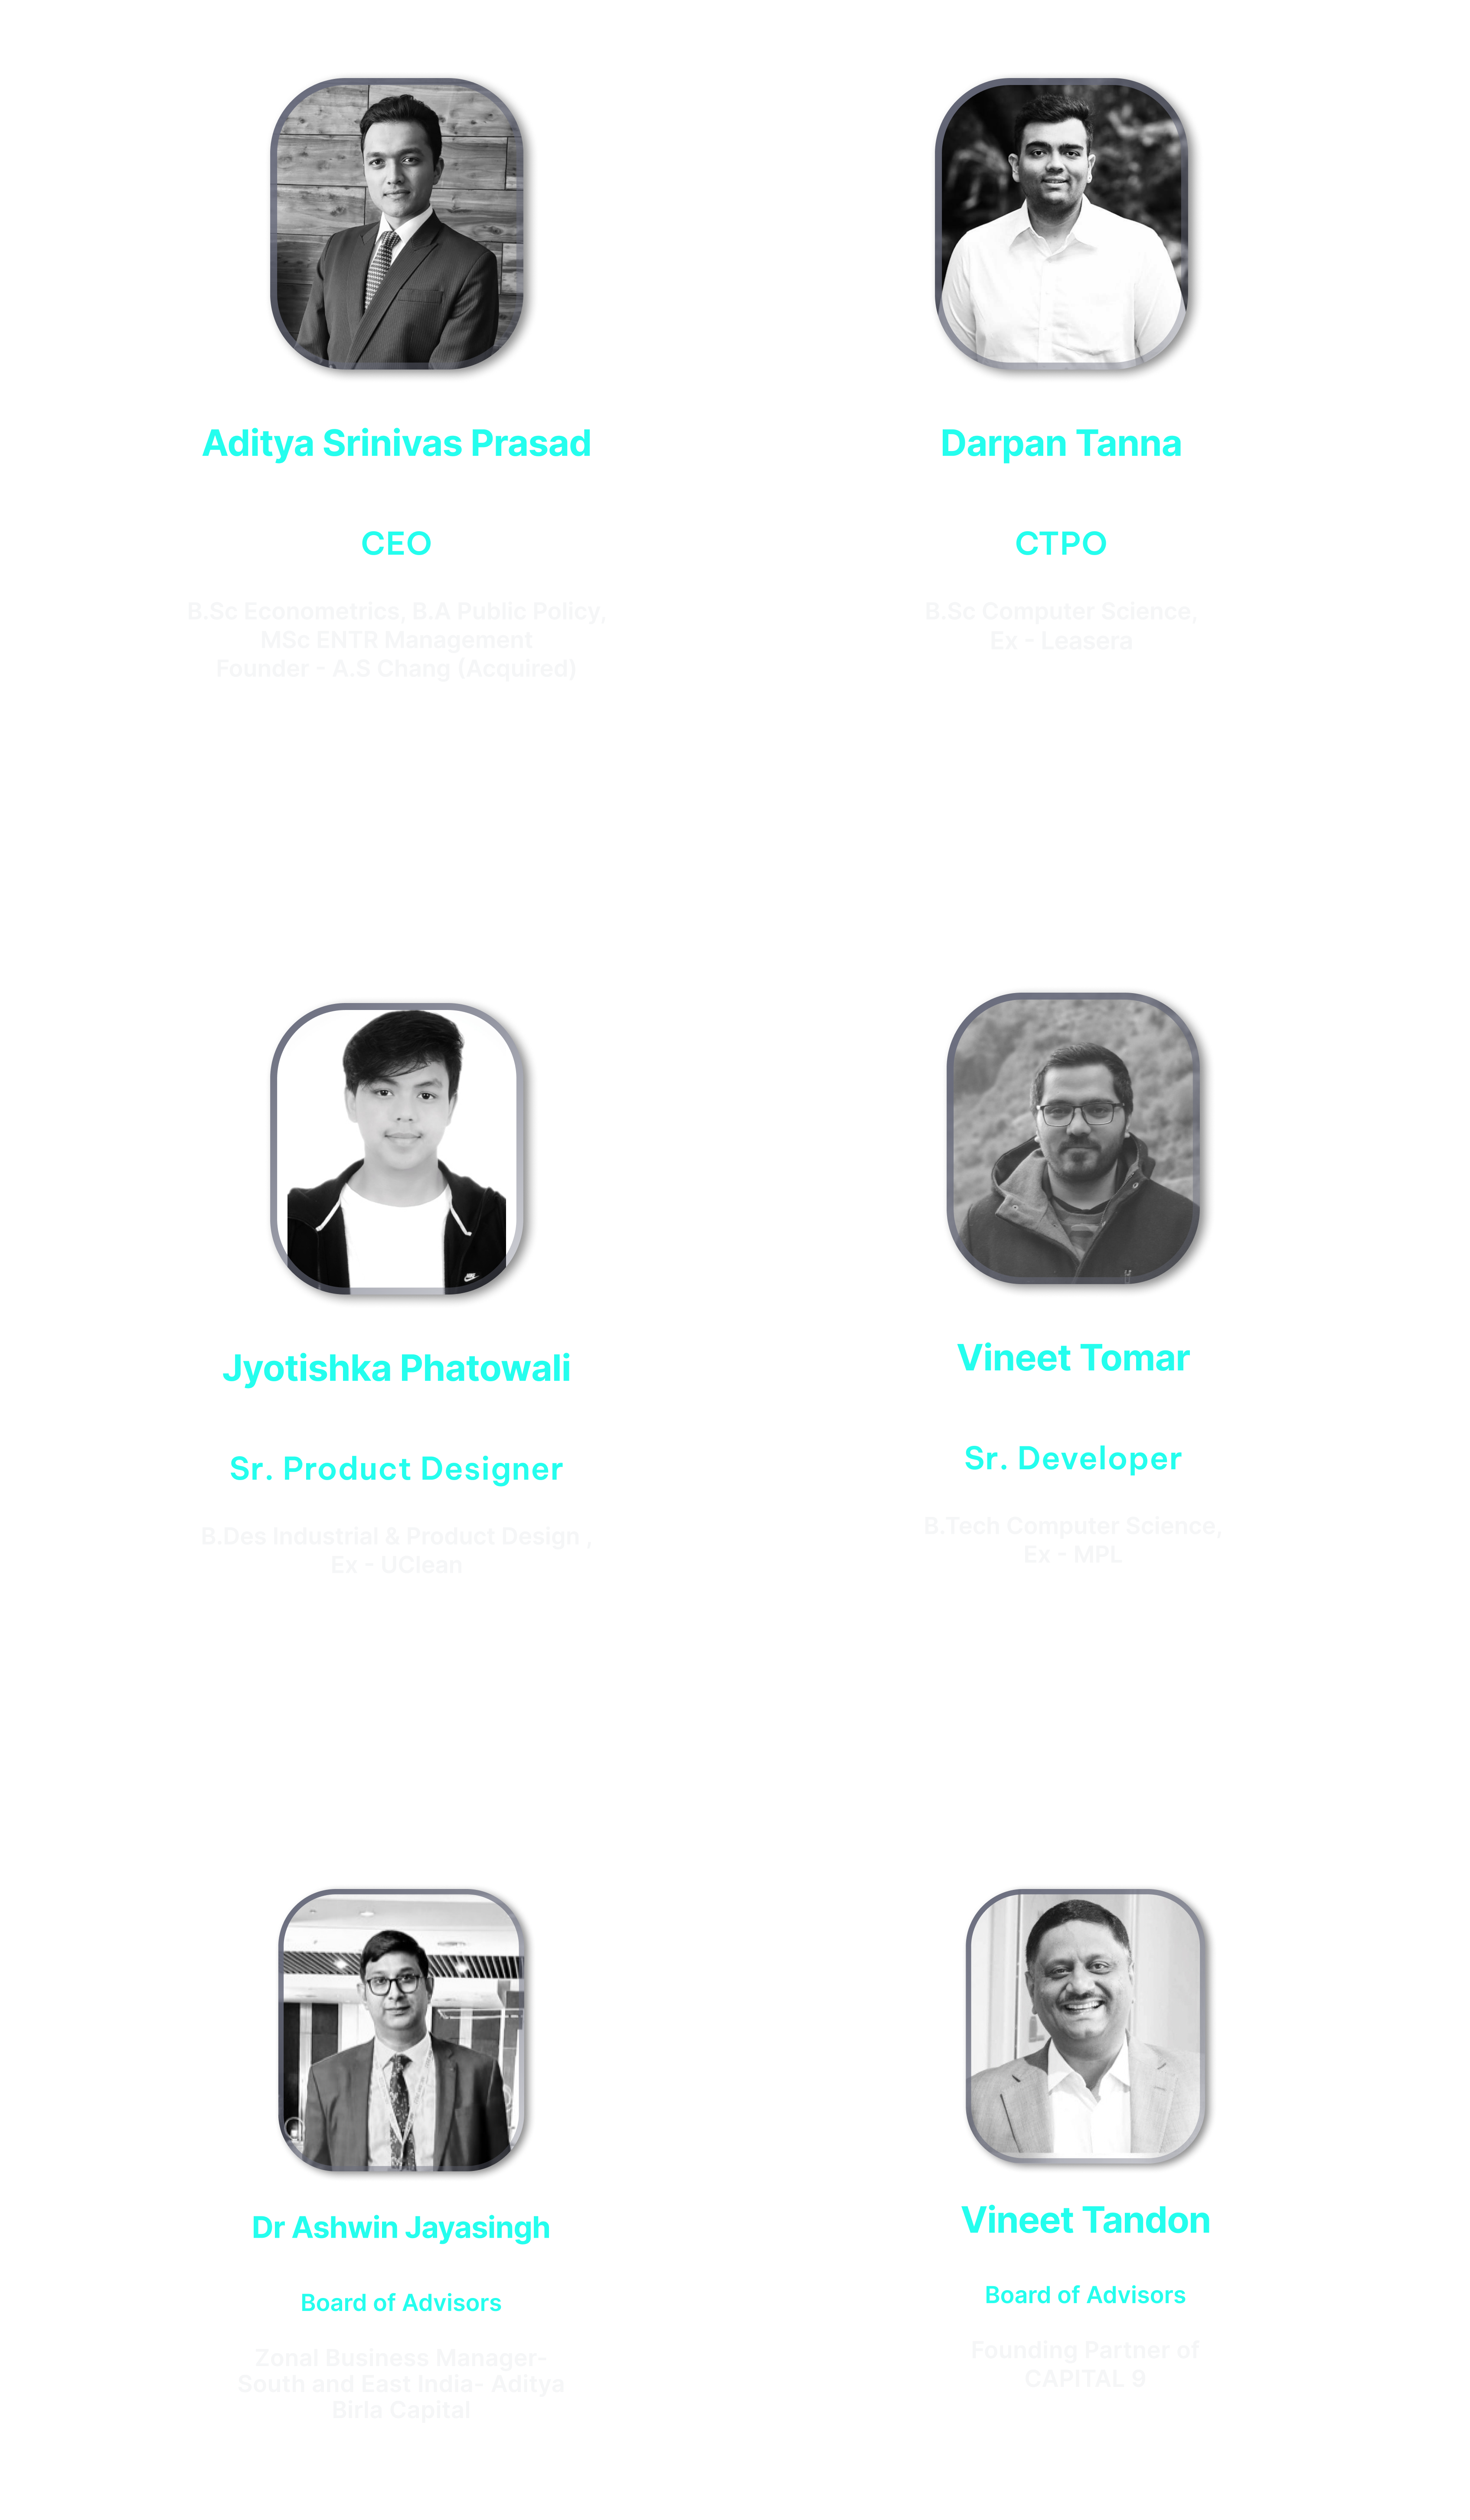 Aditya Srinivas Prasad
CEO
B.Sc Econometrics, B.A Public Policy,
MSc ENTR Management
Founder - A.S Chang (Acquired)
Darpan Tanna
CTPO
B.Sc Computer Science,
Ex - Leasera
Jyotishka Phatowali
Sr. Product Designer
B.Des Industrial & Product Design ,
Ex - UClean
Vineet Tomar
Sr. Developer
B.Tech Computer Science,
Ex - MPL
Dr Ashwin Jayasingh
Board of Advisors
Zonal Business Manager-
South and East India- Aditya
Birla Capital
Vineet Tandon
Board of Advisors
Founding Partner of
CAPITAL 9